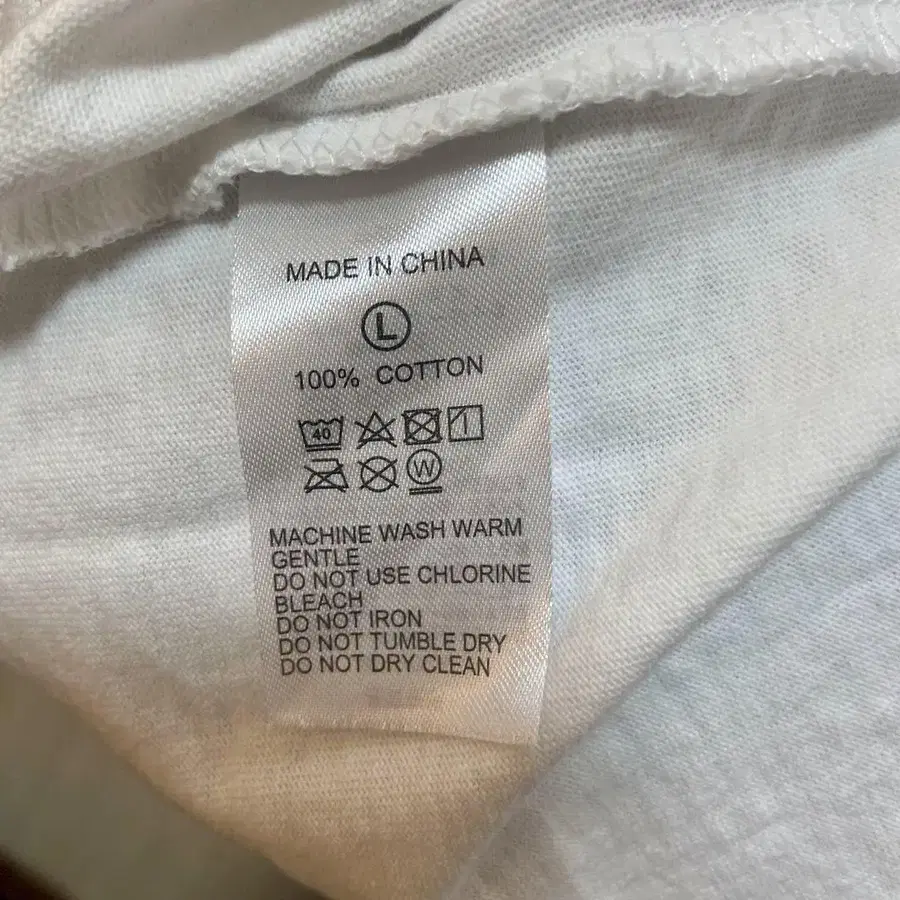 MADE IN CHINA
L
100% COTTON
40
W
MACHINE WASH WARM
GENTLE
DO NOT USE CHLORINE
BLEACH
DO NOT IRON
DO NOT TUMBLE DRY
DO NOT DRY CLEAN